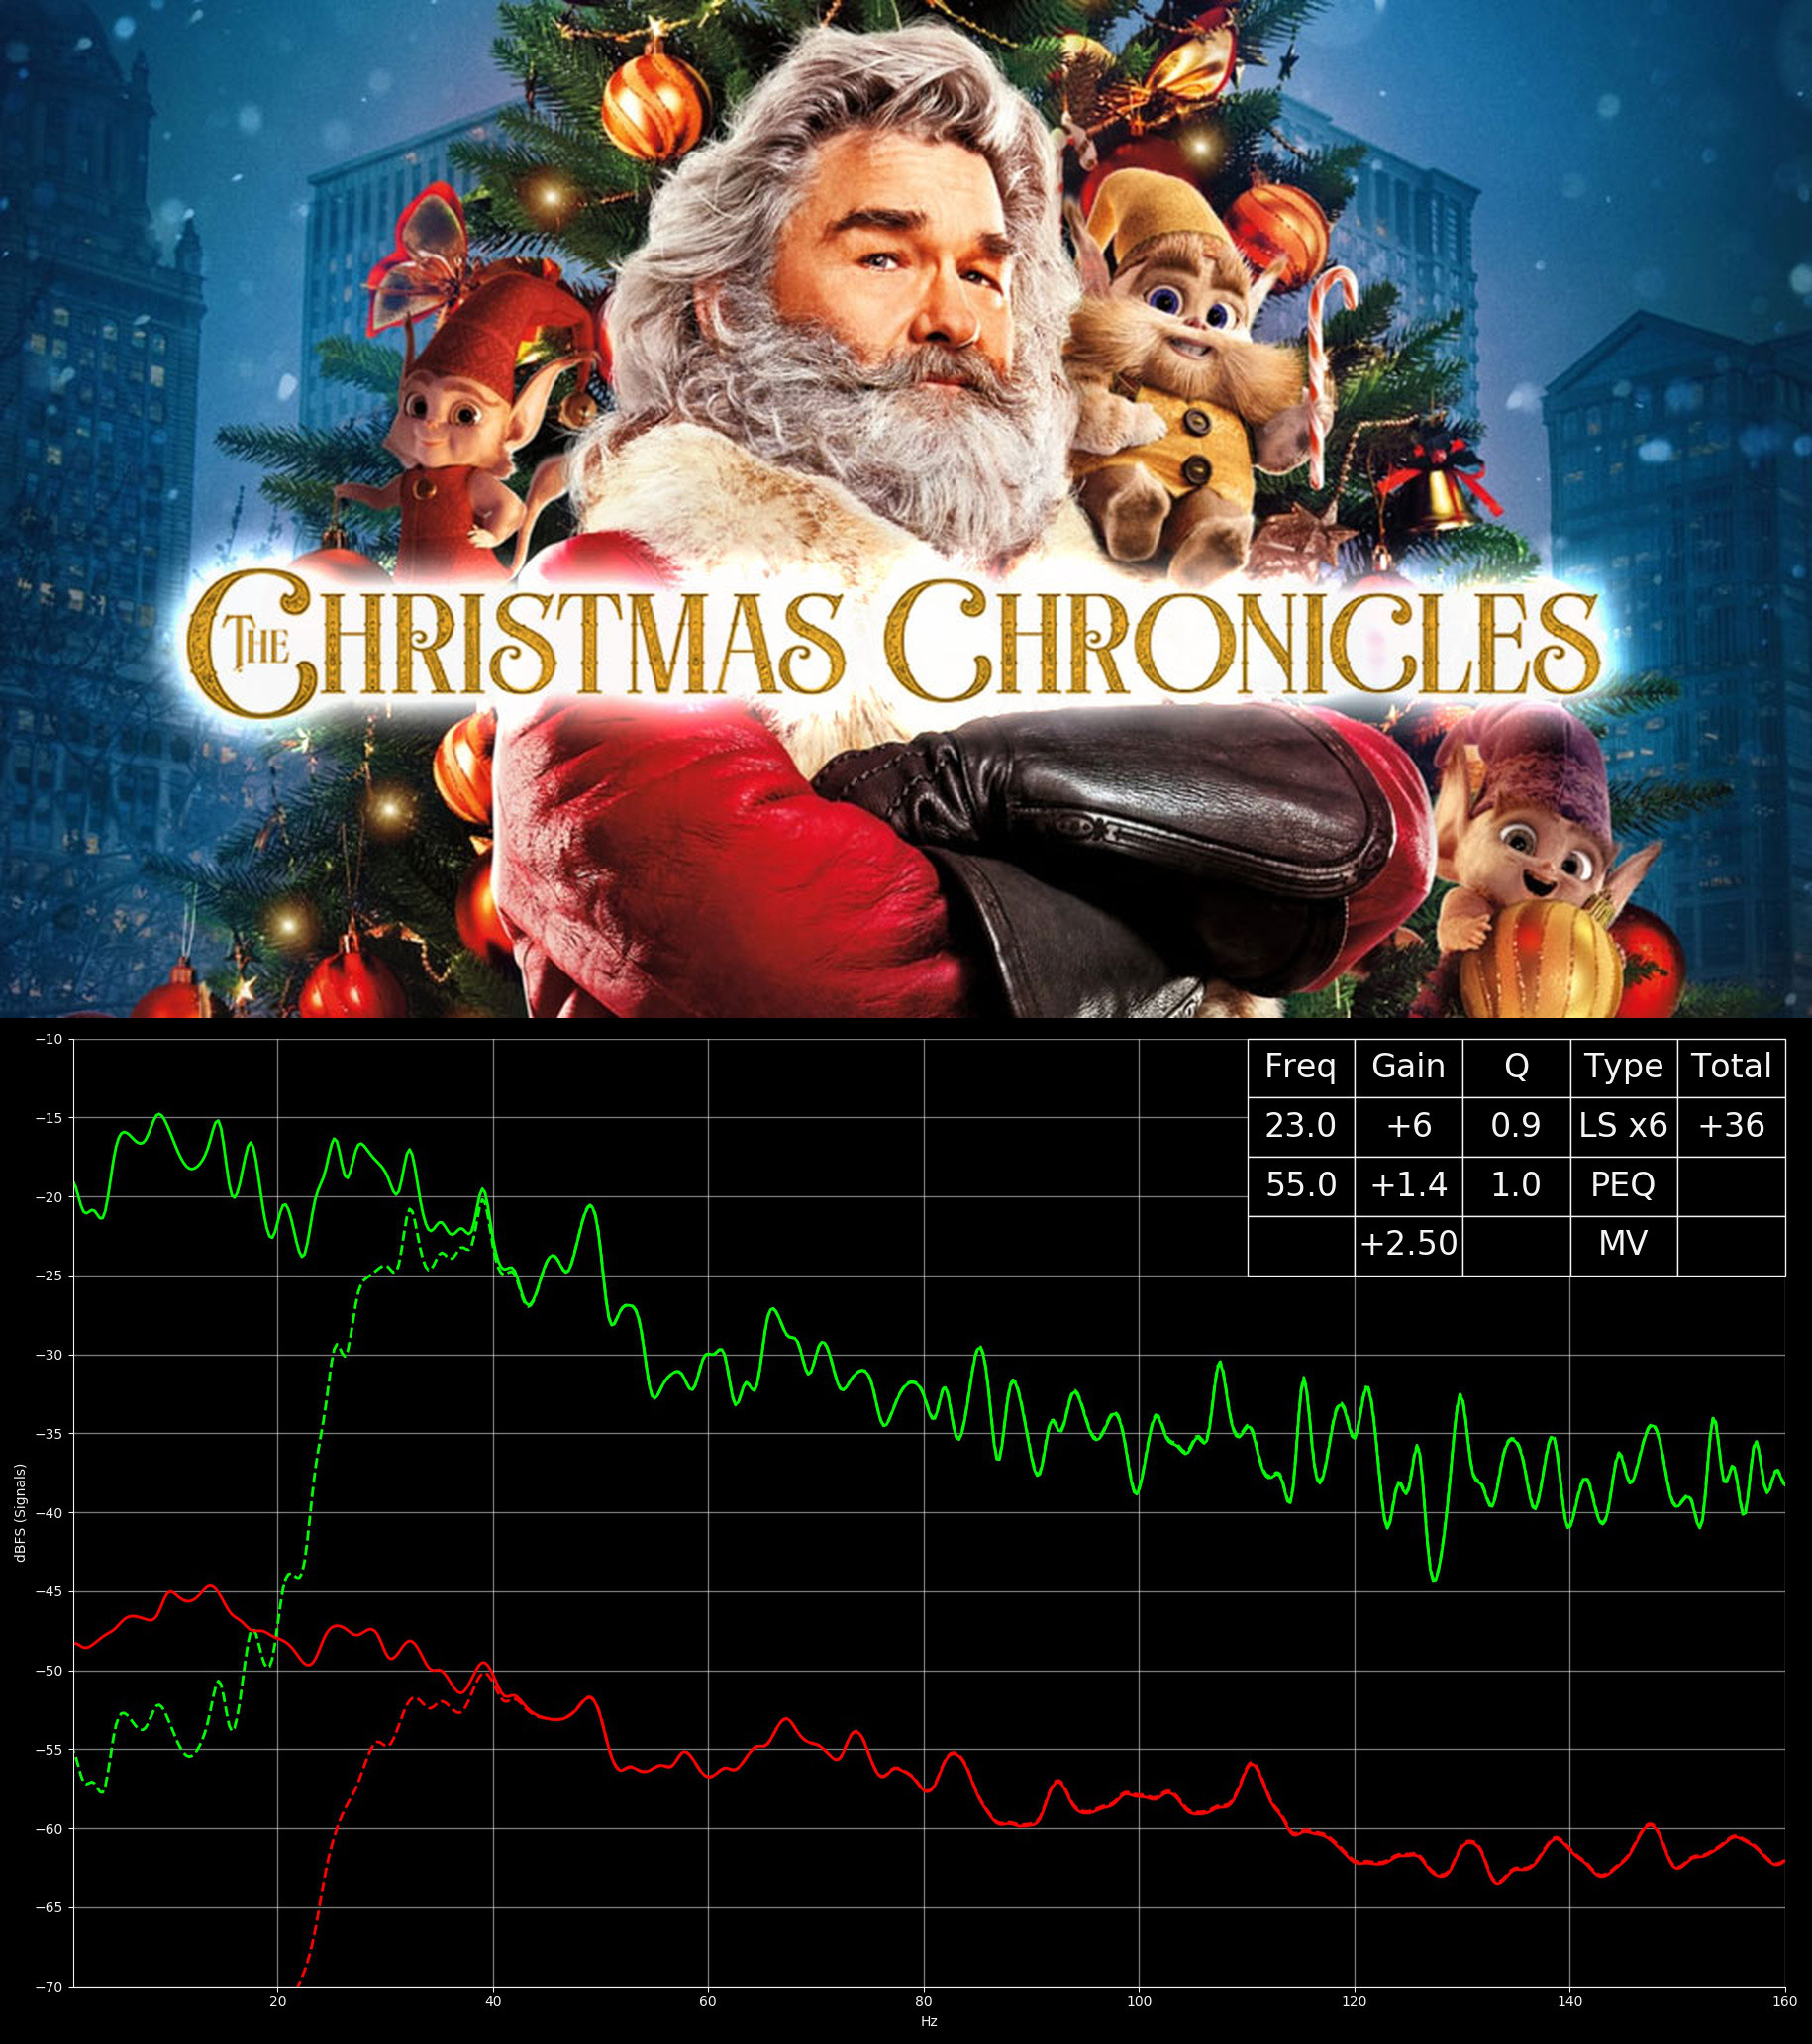 THE CHRISTMAS CHRONICLES
Freq Gain Q Type Total
23.0 +6 0.9 LS x6 +36
55.0 +1.4 1.0 PEQ
+2.50 MV
−10
−15
−20
−25
−30
−35
−40
−45
−50
−55
−60
−65
−70
dBFS (Signals)
20 40 60 80 100 120 140 160
Hz